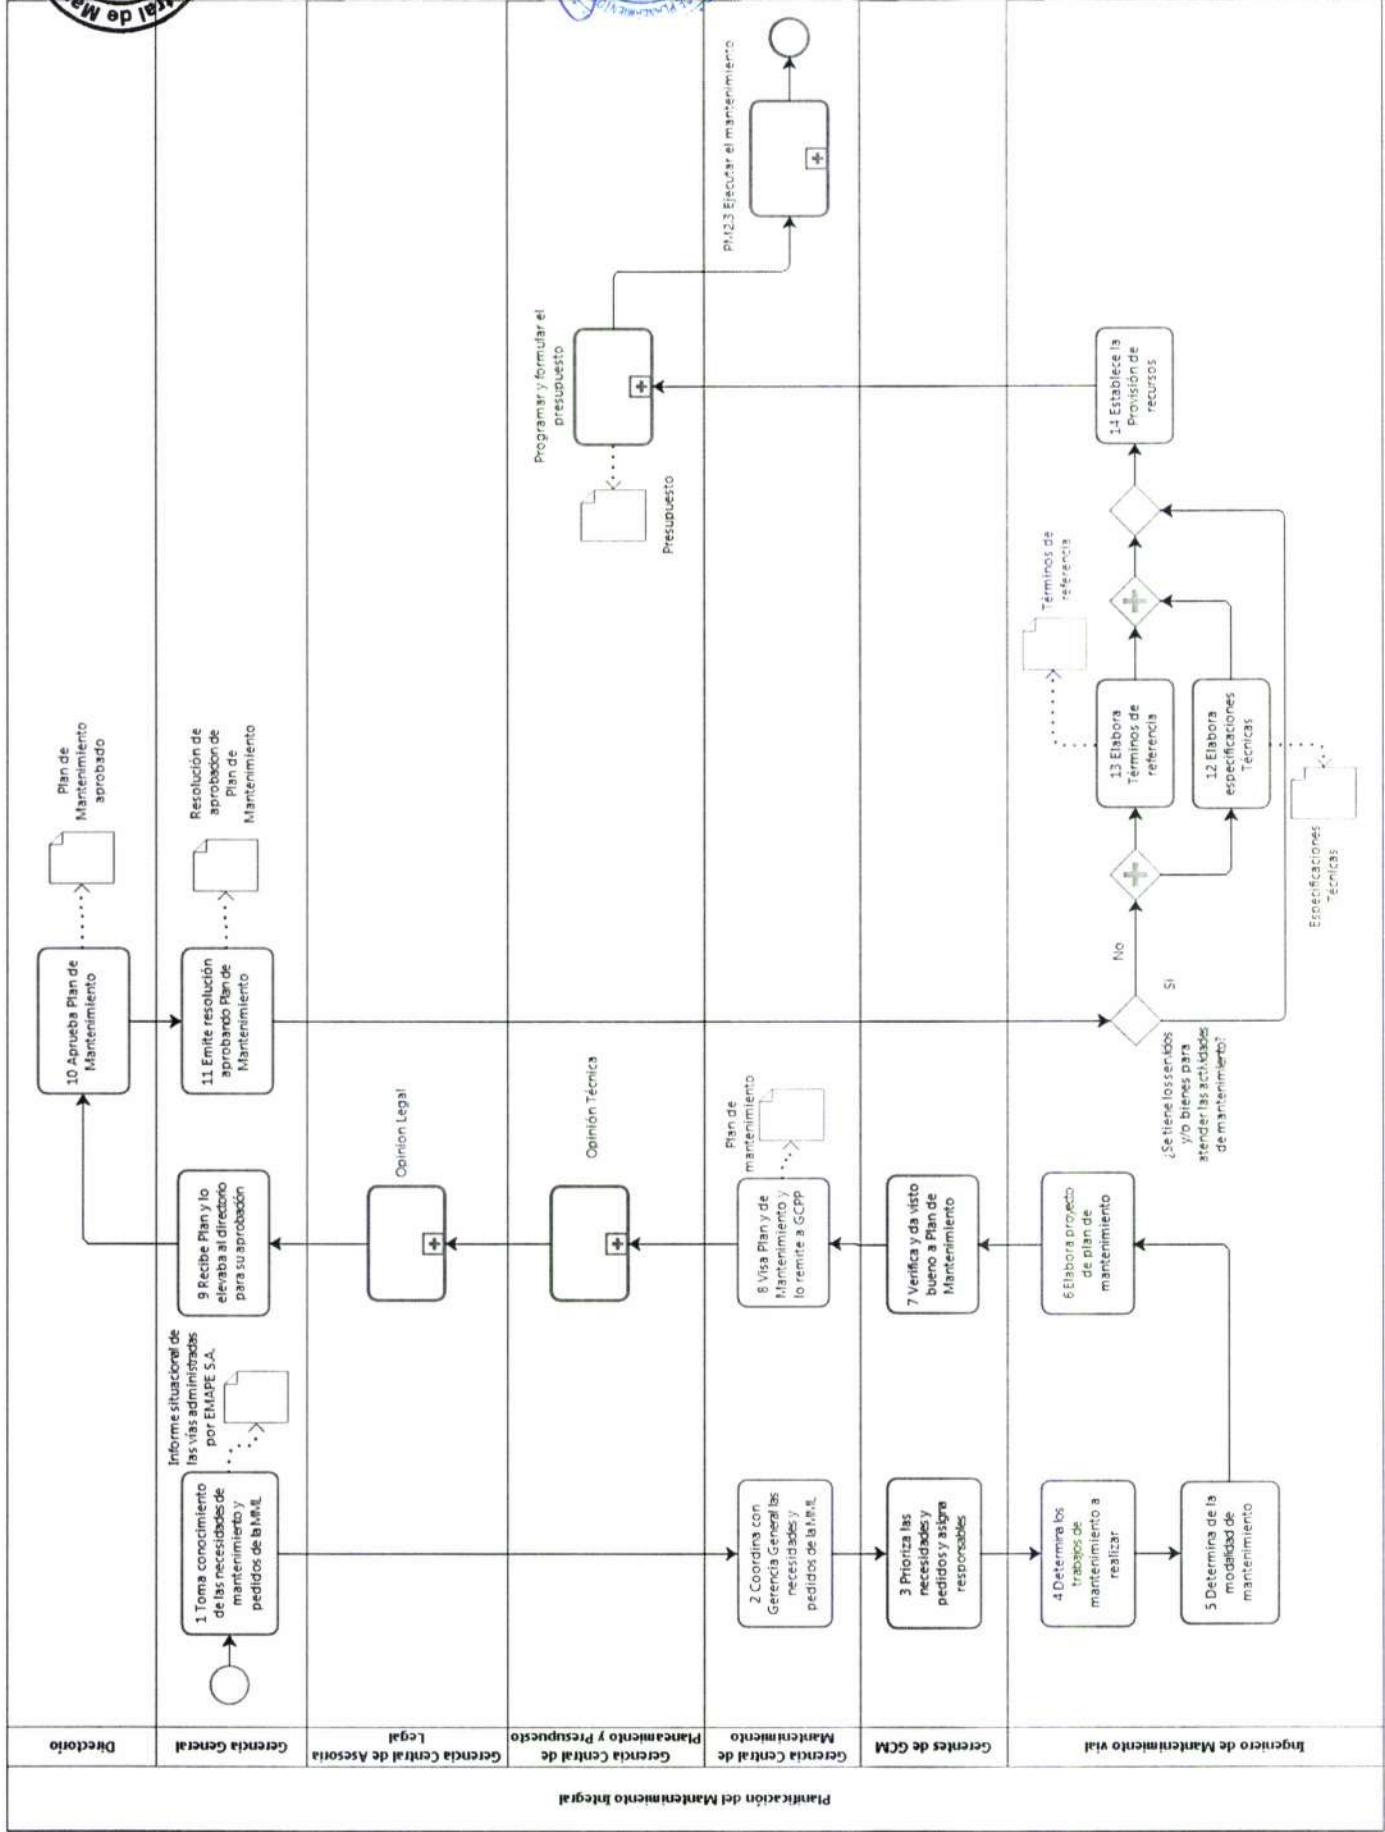 Planificación del Mantenimiento Integral
Directorio
Gerencia General
Gerencia Central de Asesoría
Legal
Gerencia Central de
Planeamiento y Presupuesto
Gerencia Central de
Mantenimiento
Gerentes de GCM
Ingeniero de Mantenimiento vial
tral de Man
1 Toma conocimiento
de las necesidades de
mantenimiento y
pedidos de la MML
Informe situacional de
las vías administradas
por EMAPE S.A.
2 Coordina con
Gerencia General las
necesidades y
pedidos de la MML
3 Prioriza las
necesidades y
pedidos y asigna
responsables
4 Determina los
trabajos de
mantenimiento a
realizar
5 Determina de la
modalidad de
mantenimiento
6 Elabora proyecto
de plan de
mantenimiento
7 Verifica y da visto
bueno a Plan de
Mantenimiento
8 Visa Plan y de
Mantenimiento y
lo remite a GCPP
Plan de
mantenimiento
Opinión Técnica
Opinion Legal
9 Recibe Plan y lo
elevaba al directorio
para su aprobación
10 Aprueba Plan de
Mantenimiento
Plan de
Mantenimiento
aprobado
11 Emite resolución
aprobando Plan de
Mantenimiento
Resolución de
aprobacion de
Plan de
Mantenimiento
¿Se tiene los servidos
y/o bienes para
atender las actividades
de mantenimiento?
No
Si
13 Elabora
Términos de
referencia
Términos de
referencia
12 Elabora
especificaciones
Técnicas
Especificaciones
Técnicas
14 Establece la
Provisión de
recursos
Programar y formular el
presupuesto
Presupuesto
PM2.3 Ejecutar el mantenimiento